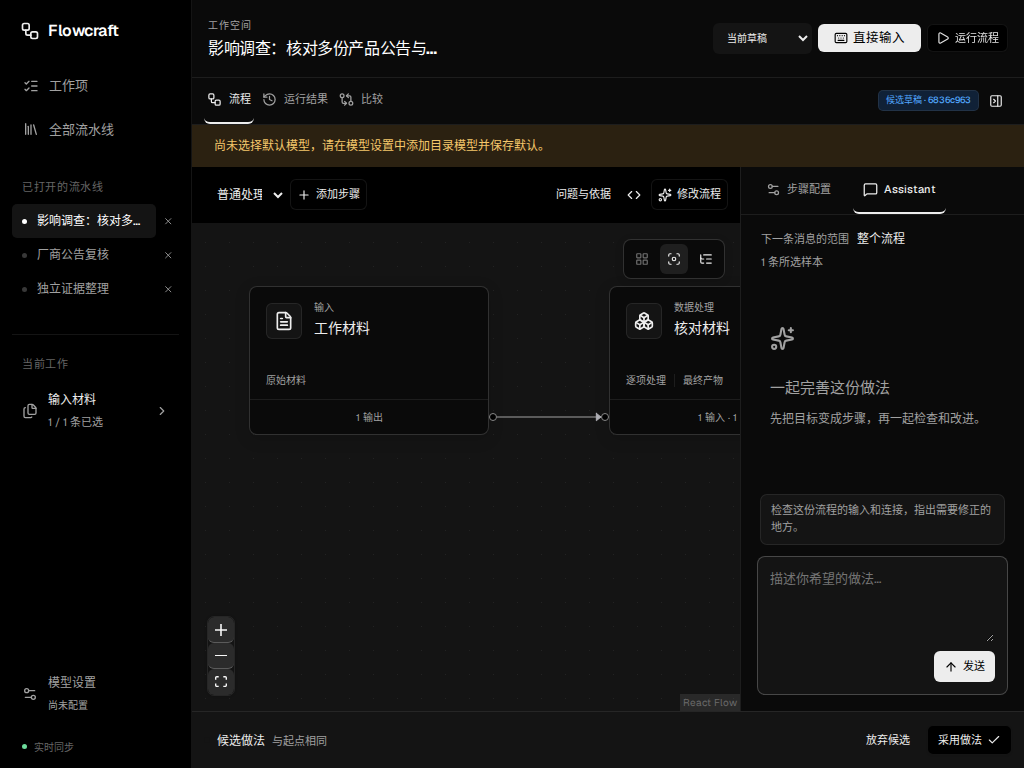 Flowcraft
工作项
全部流水线
已打开的流水线
影响调查：核对多...
厂商公告复核
独立证据整理
当前工作
输入材料
1 / 1 条已选
模型设置
尚未配置
实时同步
工作空间
影响调查：核对多份产品公告与...
当前草稿
直接输入
运行流程
流程
运行结果
比较
候选草稿 · 6836c963
尚未选择默认模型，请在模型设置中添加目录模型并保存默认。
普通处理
添加步骤
问题与依据
修改流程
输入
工作材料
原始材料
1 输出
数据处理
核对材料
逐项处理
最终产物
1 输入 · 1
React Flow
步骤配置
Assistant
下一条消息的范围 整个流程
1 条所选样本
一起完善这份做法
先把目标变成步骤，再一起检查和改进。
检查这份流程的输入和连接，指出需要修正的
地方。
描述你希望的做法...
发送
候选做法 与起点相同
放弃候选
采用做法